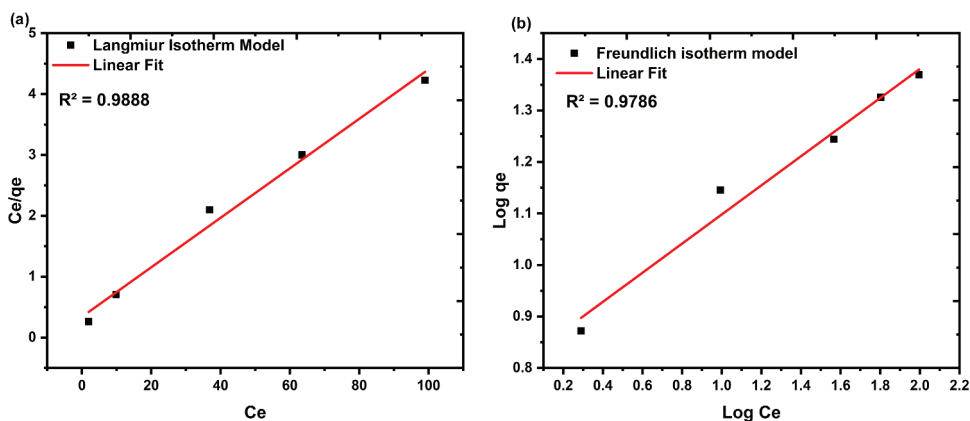 (a)
Langmiur Isotherm Model
Linear Fit
R² = 0.9888
Ce/qe
5
4
3
2
1
0
0 20 40 60 80 100
Ce
(b)
Freundlich isotherm model
Linear Fit
R² = 0.9786
Log qe
1.4
1.3
1.2
1.1
1.0
0.9
0.8
0.2 0.4 0.6 0.8 1.0 1.2 1.4 1.6 1.8 2.0 2.2
Log Ce